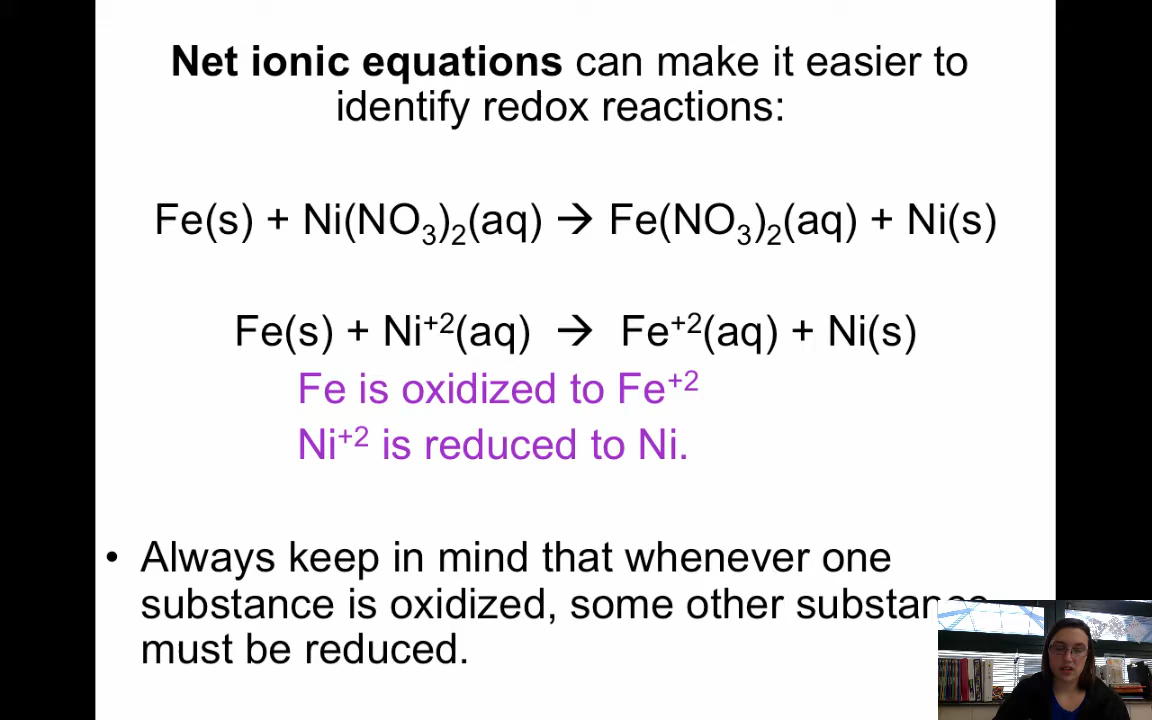 Net ionic equations can make it easier to
identify redox reactions:
Fe(s) + Ni(NO₃)₂(aq) → Fe(NO₃)₂(aq) + Ni(s)
Fe(s) + Ni⁺²(aq) → Fe⁺²(aq) + Ni(s)
Fe is oxidized to Fe⁺²
Ni⁺² is reduced to Ni.
• Always keep in mind that whenever one
substance is oxidized, some other substance
must be reduced.